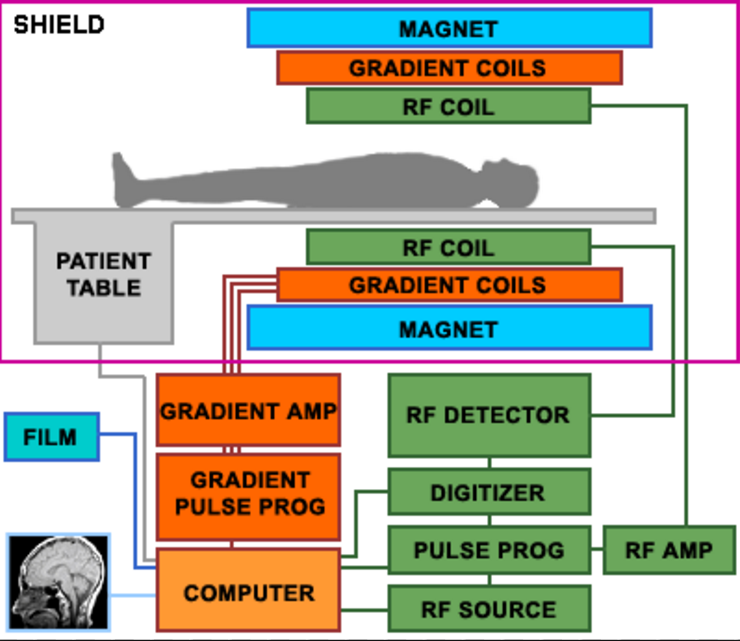 SHIELD
MAGNET
GRADIENT COILS
RF COIL
RF COIL
PATIENT
TABLE
GRADIENT COILS
MAGNET
GRADIENT AMP
RF DETECTOR
FILM
GRADIENT
PULSE PROG
DIGITIZER
PULSE PROG
RF AMP
COMPUTER
RF SOURCE